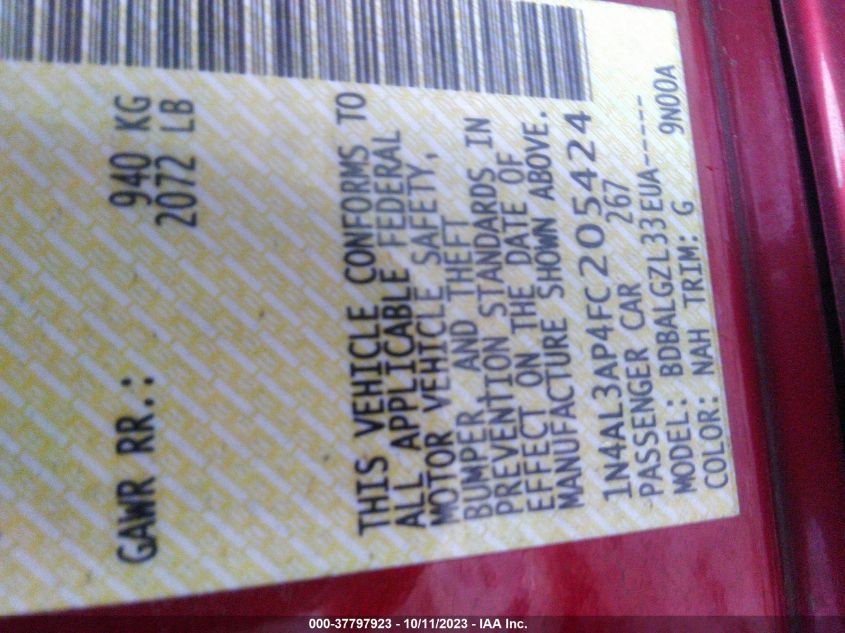 GAWR RR.: 940 KG
2072 LB
THIS VEHICLE CONFORMS TO
ALL APPLICABLE FEDERAL
MOTOR VEHICLE SAFETY,
BUMPER AND THEFT
PREVENTION STANDARDS IN
EFFECT ON THE DATE OF
MANUFACTURE SHOWN ABOVE.
1N4AL3AP4FC205424
PASSENGER CAR 267
MODEL: BDBALGZL33EUA-----
COLOR: NAH TRIM: G 9N00A
000-37797923 - 10/11/2023 - IAA Inc.